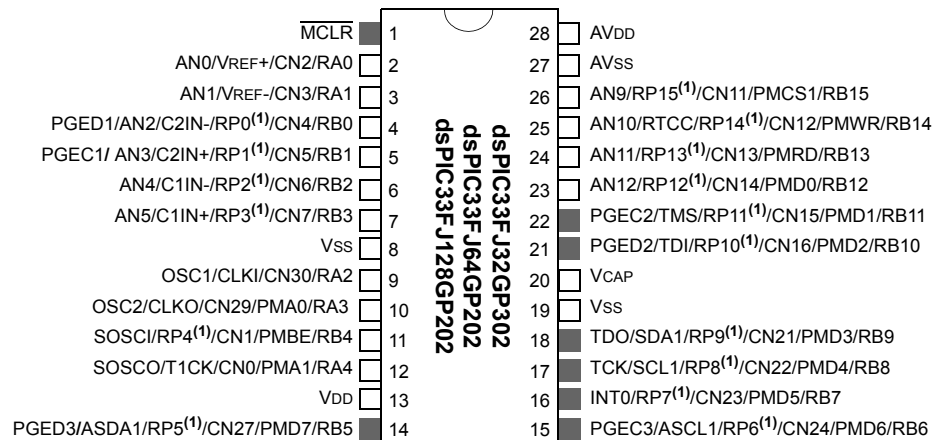 MCLR 1 28 AVDD
AN0/VREF+/CN2/RA0 2 27 AVSS
AN1/VREF-/CN3/RA1 3 26 AN9/RP15(1)/CN11/PMCS1/RB15
PGED1/AN2/C2IN-/RP0(1)/CN4/RB0 4 25 AN10/RTCC/RP14(1)/CN12/PMWR/RB14
PGEC1/ AN3/C2IN+/RP1(1)/CN5/RB1 5 24 AN11/RP13(1)/CN13/PMRD/RB13
AN4/C1IN-/RP2(1)/CN6/RB2 6 23 AN12/RP12(1)/CN14/PMD0/RB12
AN5/C1IN+/RP3(1)/CN7/RB3 7 22 PGEC2/TMS/RP11(1)/CN15/PMD1/RB11
VSS 8 21 PGED2/TDI/RP10(1)/CN16/PMD2/RB10
OSC1/CLKI/CN30/RA2 9 20 VCAP
OSC2/CLKO/CN29/PMA0/RA3 10 19 VSS
SOSCI/RP4(1)/CN1/PMBE/RB4 11 18 TDO/SDA1/RP9(1)/CN21/PMD3/RB9
SOSCO/T1CK/CN0/PMA1/RA4 12 17 TCK/SCL1/RP8(1)/CN22/PMD4/RB8
VDD 13 16 INT0/RP7(1)/CN23/PMD5/RB7
PGED3/ASDA1/RP5(1)/CN27/PMD7/RB5 14 15 PGEC3/ASCL1/RP6(1)/CN24/PMD6/RB6
dsPIC33FJ32GP302
dsPIC33FJ64GP202
dsPIC33FJ128GP202